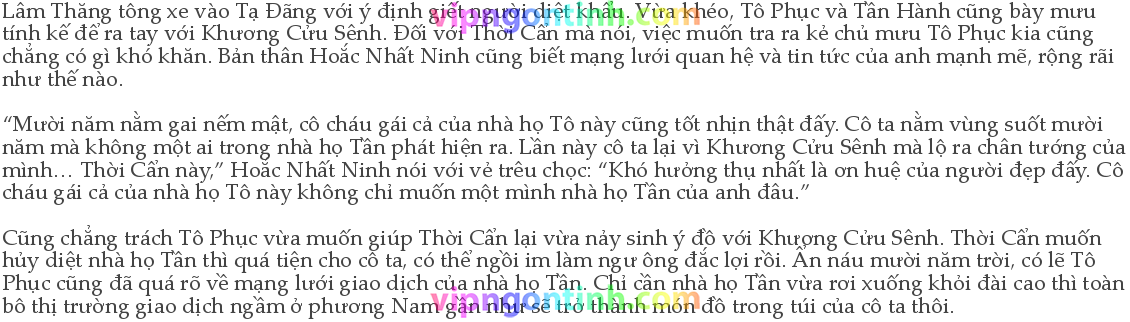 Lâm Thăng tông xe vào Tạ Đãng với ý định giết người diệt khẩu. Vừa khéo, Tô Phục và Tần Hành cũng bày mưu
tính kế để ra tay với Khương Cửu Sênh. Đối với Thời Cẩn mà nói, việc muốn tra ra kẻ chủ mưu Tô Phục kia cũng
chẳng có gì khó khăn. Bản thân Hoắc Nhất Ninh cũng biết mạng lưới quan hệ và tin tức của anh mạnh mẽ, rộng rãi
như thế nào.
“Mười năm nằm gai nếm mật, cô cháu gái cả của nhà họ Tô này cũng tốt nhịn thật đấy. Cô ta nằm vùng suốt mười
năm mà không một ai trong nhà họ Tần phát hiện ra. Lần này cô ta lại vì Khương Cửu Sênh mà lộ ra chân tướng của
mình… Thời Cẩn này,” Hoắc Nhất Ninh nói với vẻ trêu chọc: “Khó hưởng thụ nhất là ơn huệ của người đẹp đấy. Cô
cháu gái cả của nhà họ Tô này không chỉ muốn một mình nhà họ Tần của anh đâu.”
Cũng chẳng trách Tô Phục vừa muốn giúp Thời Cẩn lại vừa nảy sinh ý đồ với Khương Cửu Sênh. Thời Cẩn muốn
hủy diệt nhà họ Tần thì quá tiện cho cô ta, có thể ngồi im làm ngư ông đắc lợi rồi. Ẩn náu mười năm trời, có lẽ Tô
Phục cũng đã quá rõ về mạng lưới giao dịch của nhà họ Tần. Chỉ cần nhà họ Tần vừa rơi xuống khỏi đài cao thì toàn
bộ thị trường giao dịch ngầm ở phương Nam gần như sẽ trở thành món đồ trong túi của cô ta thôi.
vipngontinh.com
vipngontinh.com